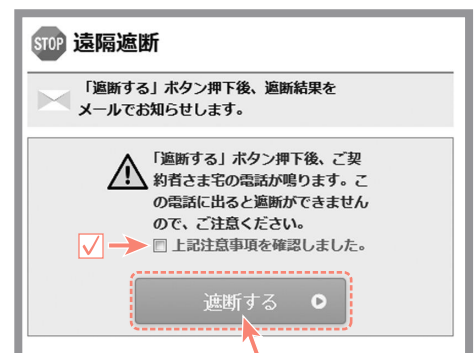 STOP 遠隔遮断
「遮断する」ボタン押下後、遮断結果を
メールでお知らせします。
「遮断する」ボタン押下後、ご契
約者さま宅の電話が鳴ります。こ
の電話に出ると遮断ができません
ので、ご注意ください。
上記注意事項を確認しました。
遮断する